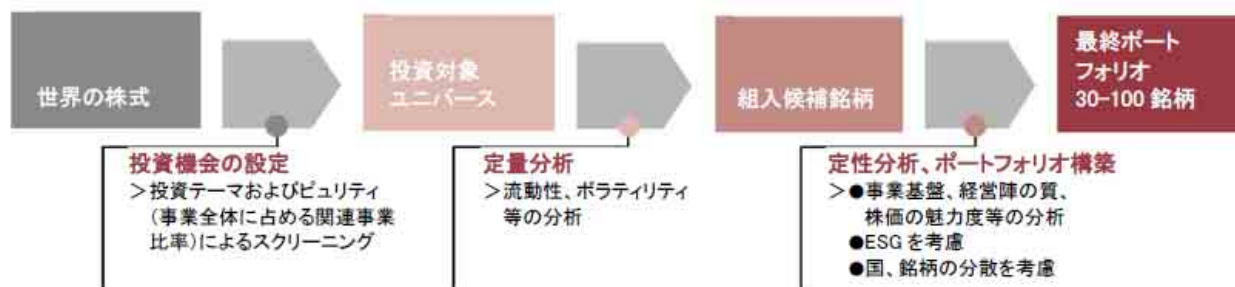 世界の株式
投資対象
ユニバース
組入候補銘柄
最終ポート
フォリオ
30-100 銘柄
投資機会の設定
＞投資テーマおよびピュリティ
（事業全体に占める関連事業
比率）によるスクリーニング
定量分析
＞流動性、ボラティリティ
等の分析
定性分析、ポートフォリオ構築
＞●事業基盤、経営陣の質、
株価の魅力度等の分析
●ESG を考慮
●国、銘柄の分散を考慮